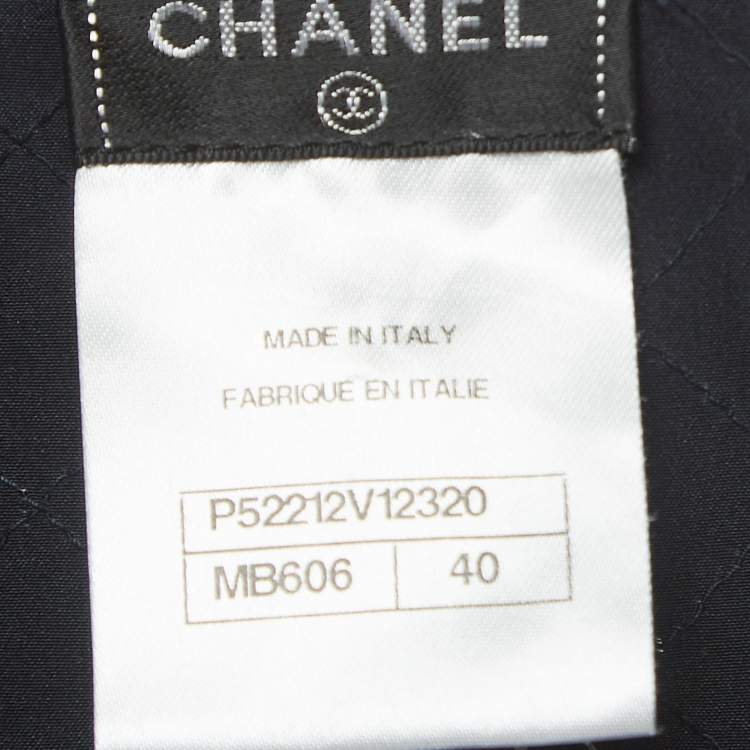 CHANEL
MADE IN ITALY
FABRIQUE EN ITALIE
P52212V12320
MB606 40